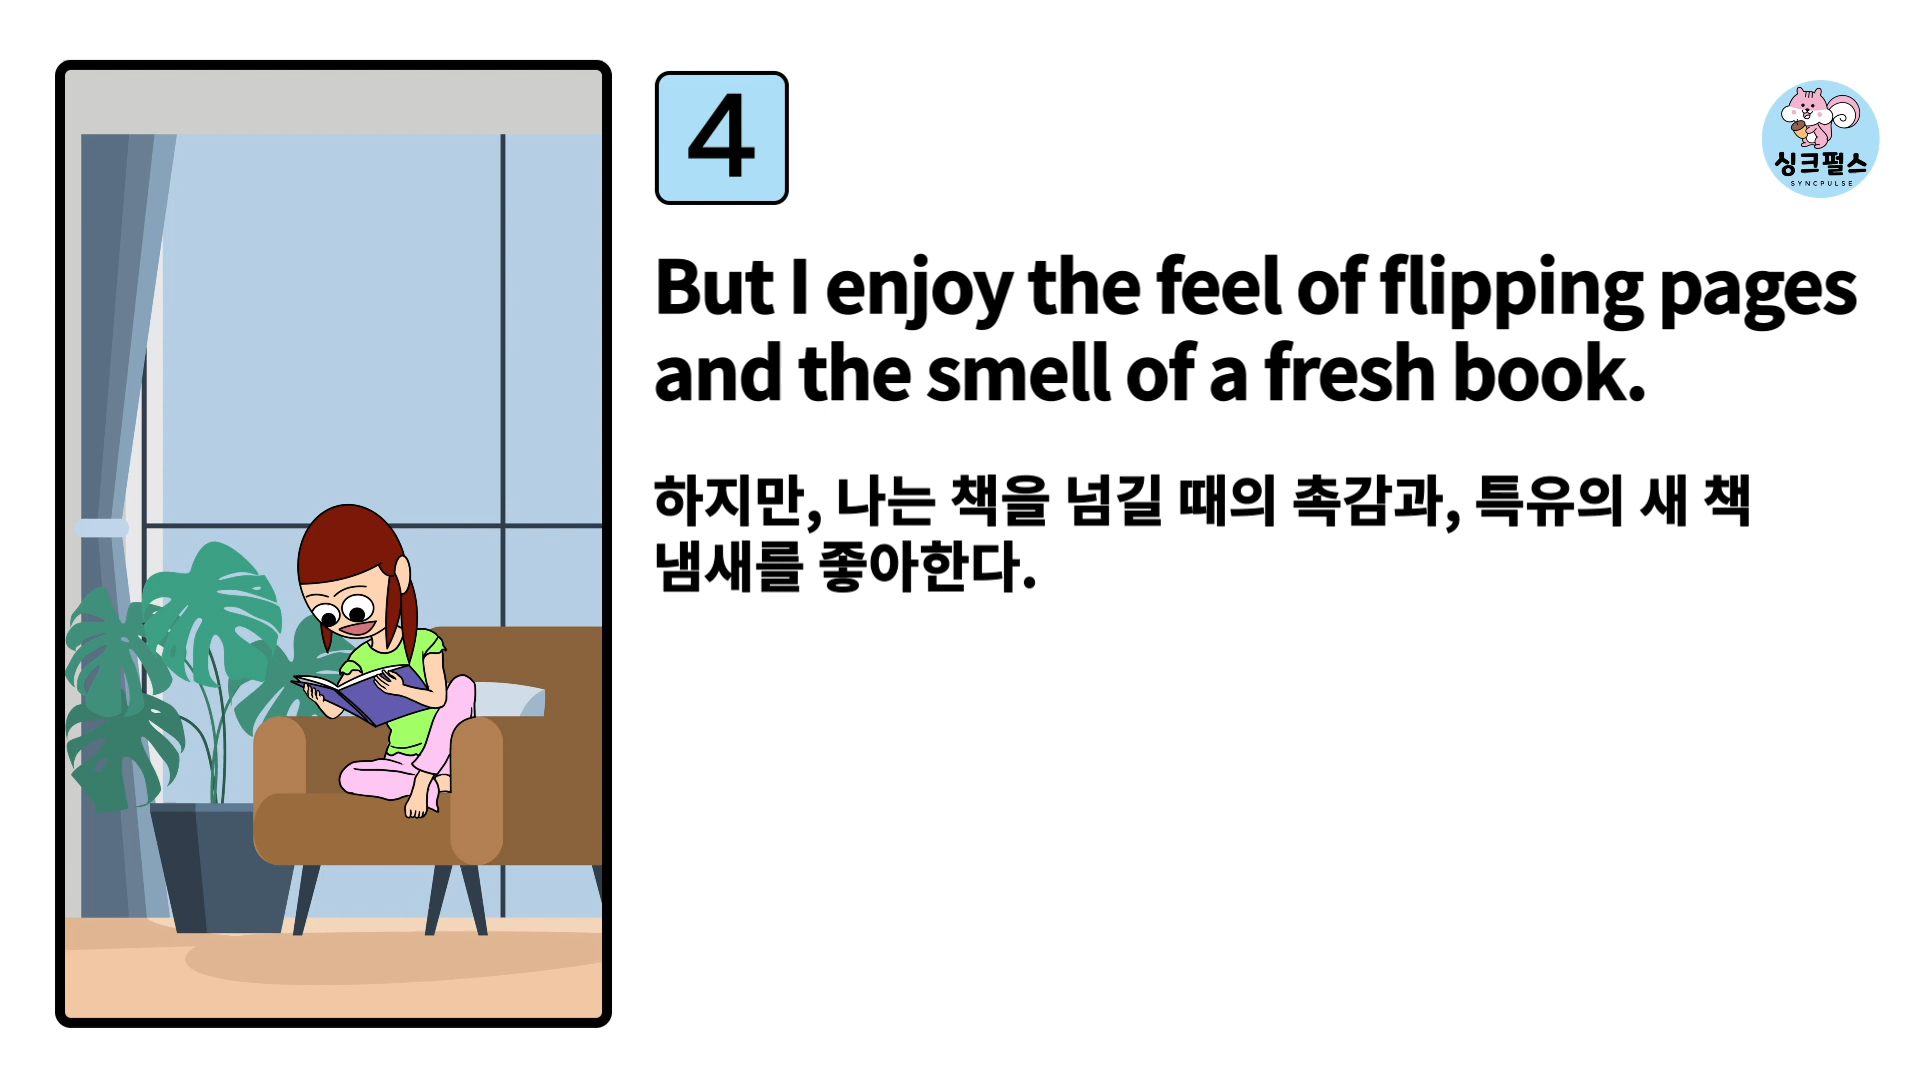 4
싱크펄스
SYNCPULSE
But I enjoy the feel of flipping pages
and the smell of a fresh book.
하지만, 나는 책을 넘길 때의 촉감과, 특유의 새 책
냄새를 좋아한다.